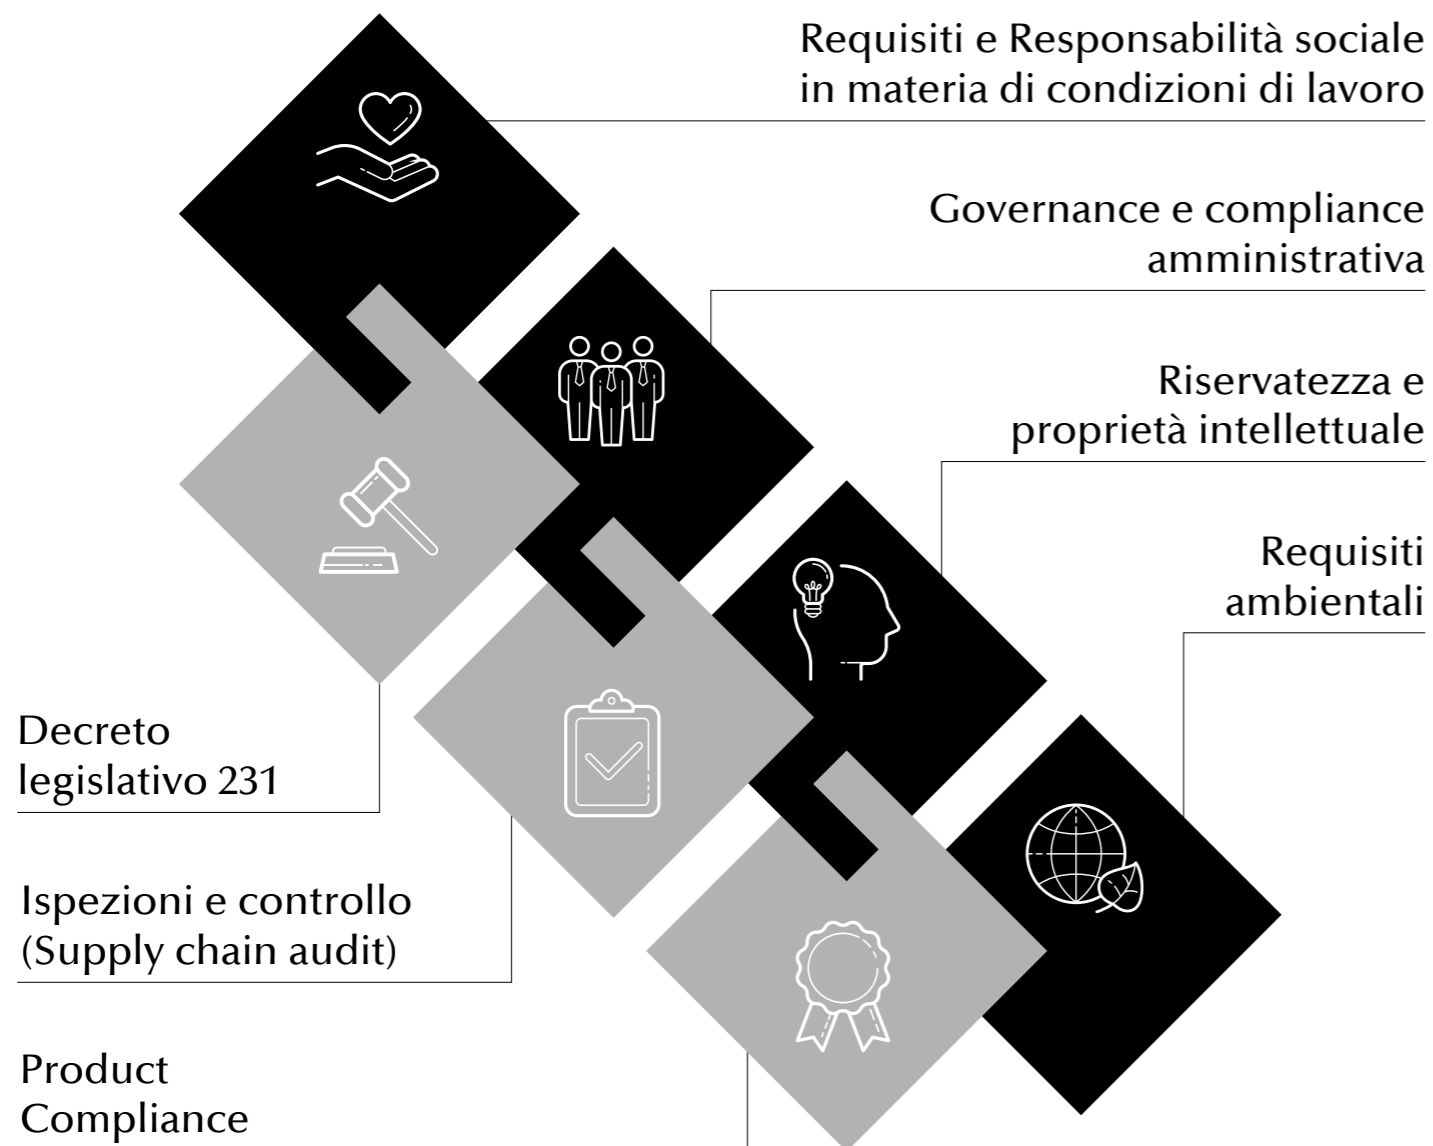 Requisiti e Responsabilità sociale
in materia di condizioni di lavoro
Governance e compliance
amministrativa
Riservatezza e
proprietà intellettuale
Requisiti
ambientali
Decreto
legislativo 231
Ispezioni e controllo
(Supply chain audit)
Product
Compliance